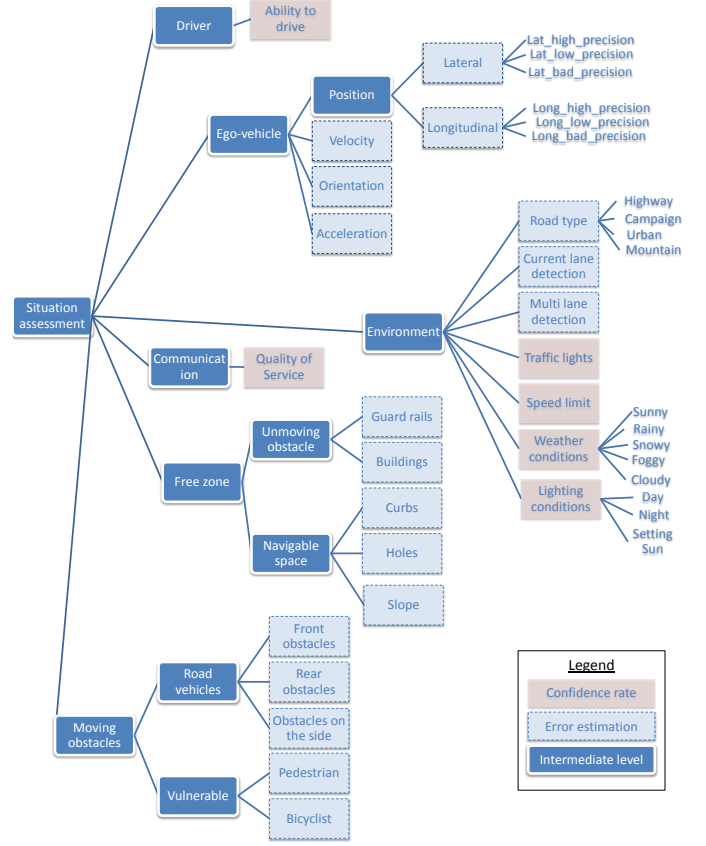 Driver
Ability to
drive
Lat_high_precision
Lat_low_precision
Lat_bad_precision
Lateral
Position
Long_high_precision
Long_low_precision
Long_bad_precision
Longitudinal
Ego-vehicle
Velocity
Orientation
Acceleration
Highway
Campaign
Urban
Mountain
Road type
Current lane
detection
Multi lane
detection
Situation
assessment
Environment
Traffic lights
Communicat
ion
Quality of
Service
Speed limit
Sunny
Rainy
Snowy
Foggy
Cloudy
Weather
conditions
Day
Night
Setting
Sun
Lighting
conditions
Guard rails
Unmoving
obstacle
Buildings
Free zone
Curbs
Navigable
space
Holes
Slope
Front
obstacles
Road
vehicles
Rear
obstacles
Obstacles on
the side
Moving
obstacles
Pedestrian
Vulnerable
Bicyclist
Legend
Confidence rate
Error estimation
Intermediate level